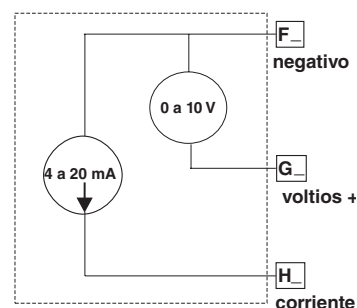 F_
negativo
0 a 10 V
4 a 20 mA
G_
voltios +
H_
corriente